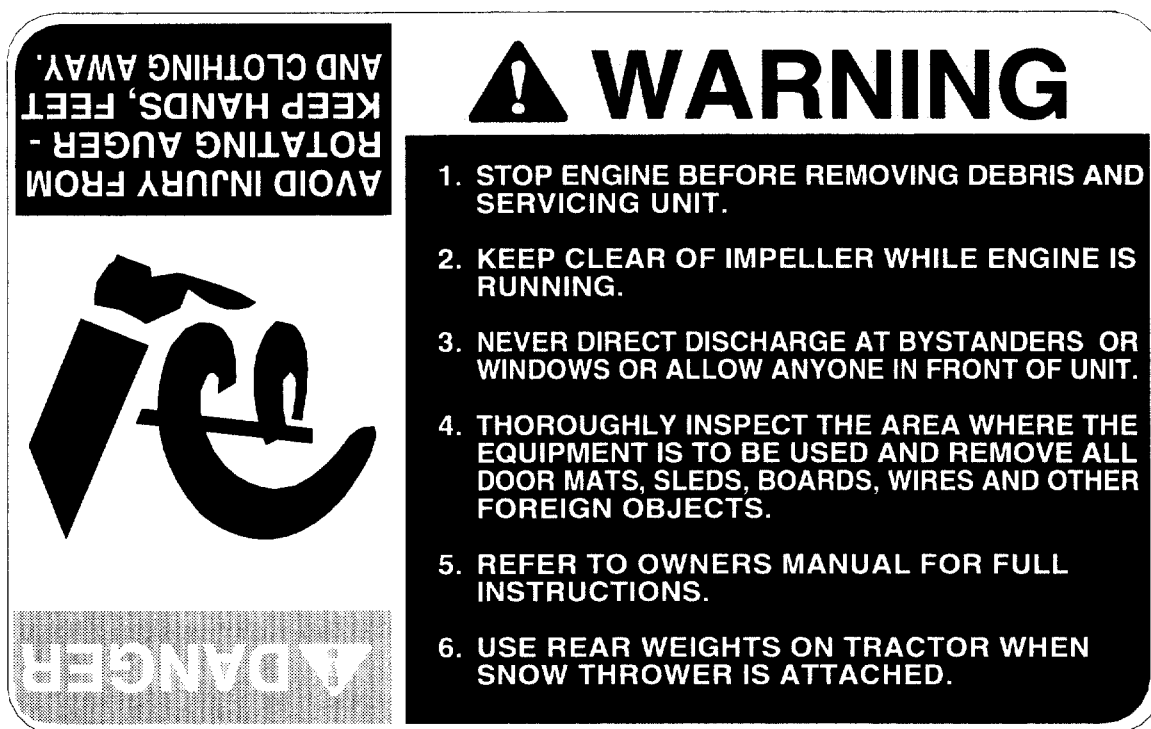 ⚠ DANGER
AVOID INJURY FROM
ROTATING AUGER -
KEEP HANDS, FEET
AND CLOTHING AWAY.
⚠ WARNING
1. STOP ENGINE BEFORE REMOVING DEBRIS AND
SERVICING UNIT.
2. KEEP CLEAR OF IMPELLER WHILE ENGINE IS
RUNNING.
3. NEVER DIRECT DISCHARGE AT BYSTANDERS OR
WINDOWS OR ALLOW ANYONE IN FRONT OF UNIT.
4. THOROUGHLY INSPECT THE AREA WHERE THE
EQUIPMENT IS TO BE USED AND REMOVE ALL
DOOR MATS, SLEDS, BOARDS, WIRES AND OTHER
FOREIGN OBJECTS.
5. REFER TO OWNERS MANUAL FOR FULL
INSTRUCTIONS.
6. USE REAR WEIGHTS ON TRACTOR WHEN
SNOW THROWER IS ATTACHED.